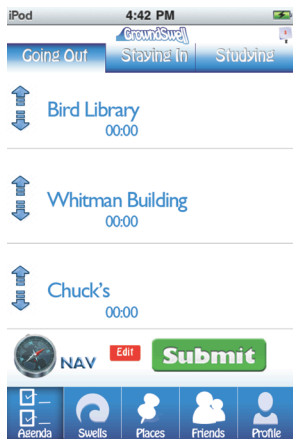 iPod 4:42 PM
GroundSwell
Going Out Staying In Studying
Bird Library
00:00
Whitman Building
00:00
Chuck's
00:00
NAV Edit Submit
Agenda Swells Places Friends Profile